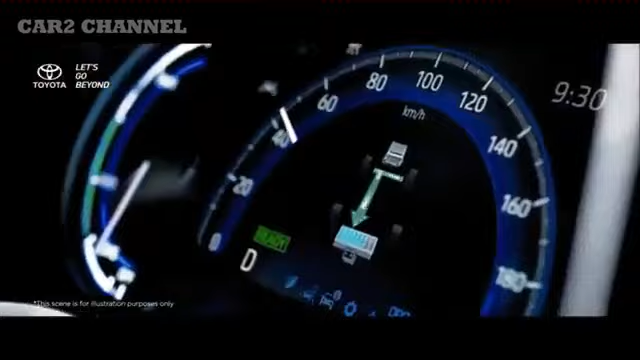 CAR2 CHANNEL
TOYOTA
LET'S
GO
BEYOND
0
20
40
60
80
100
120
140
160
180
km/h
9:30
D
*This scene is for illustration purposes only